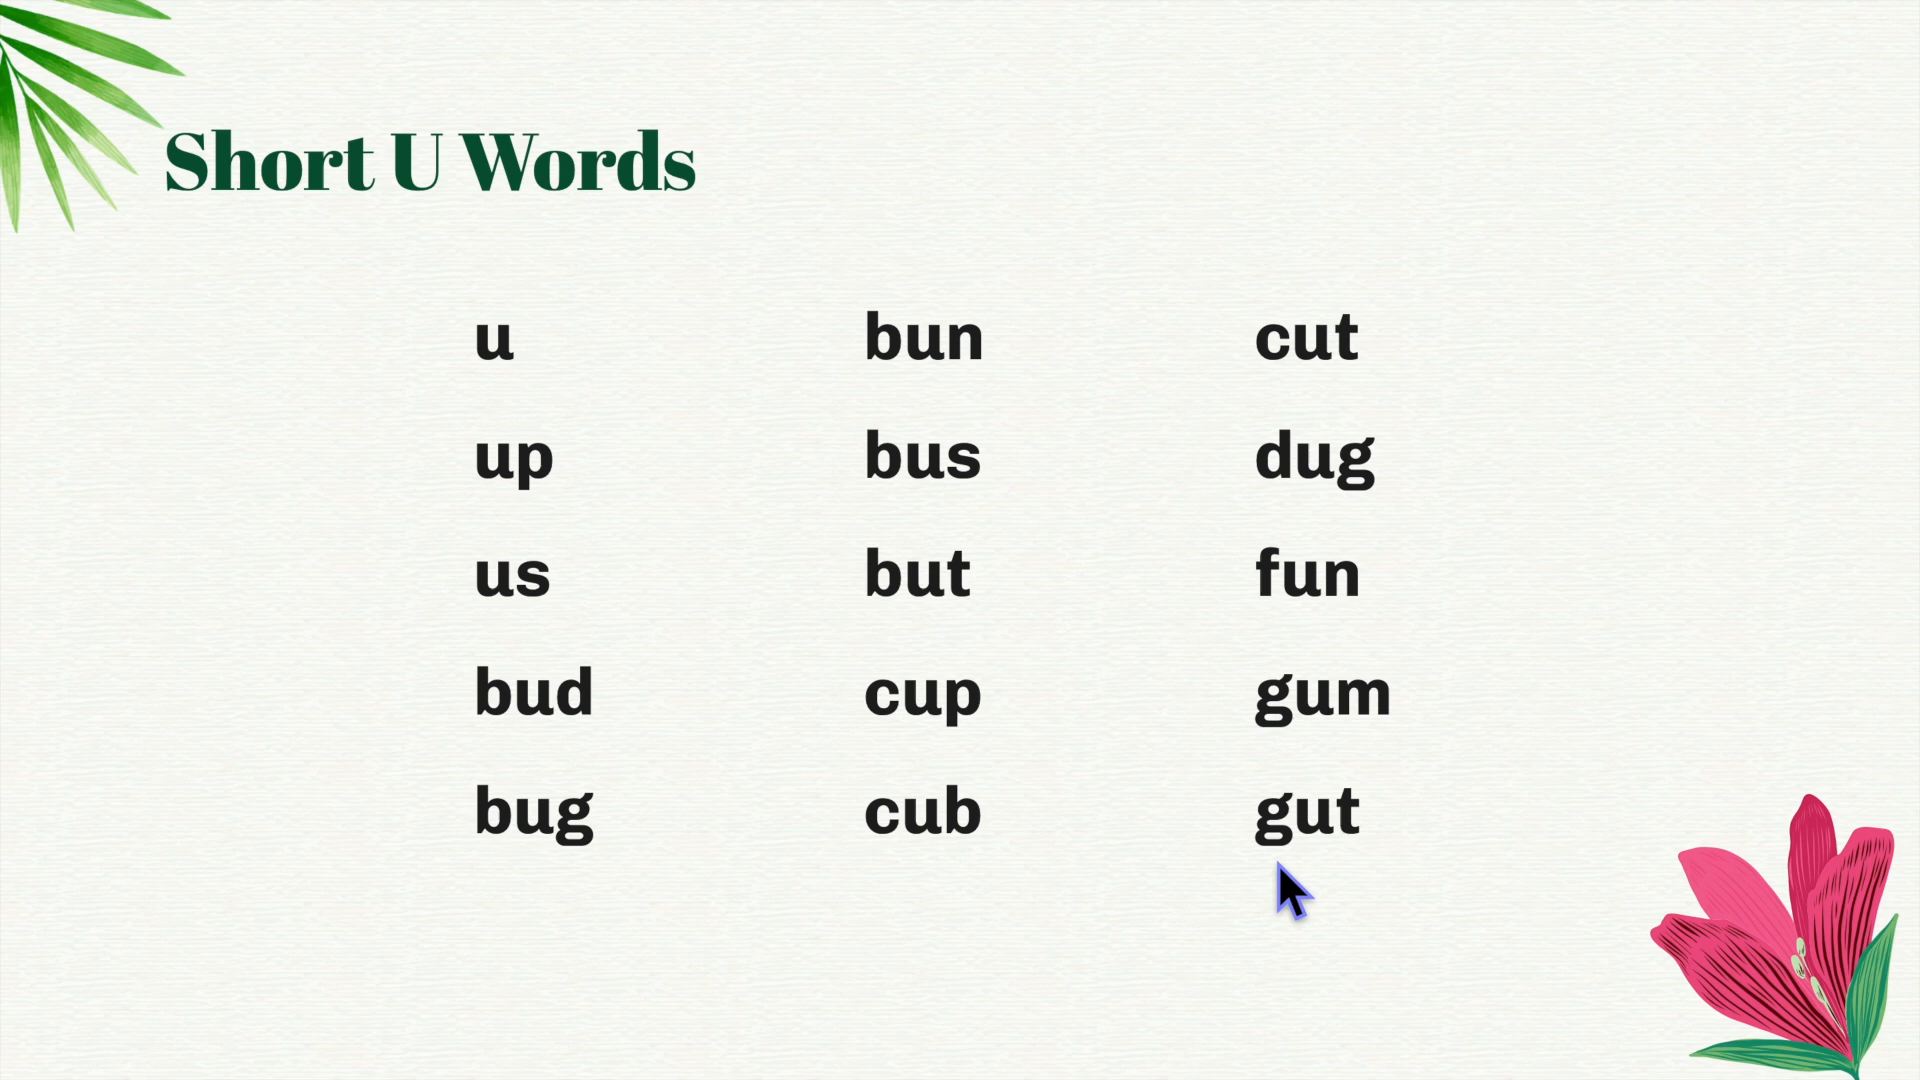 Short U Words
u bun cut
up bus dug
us but fun
bud cup gum
bug cub gut